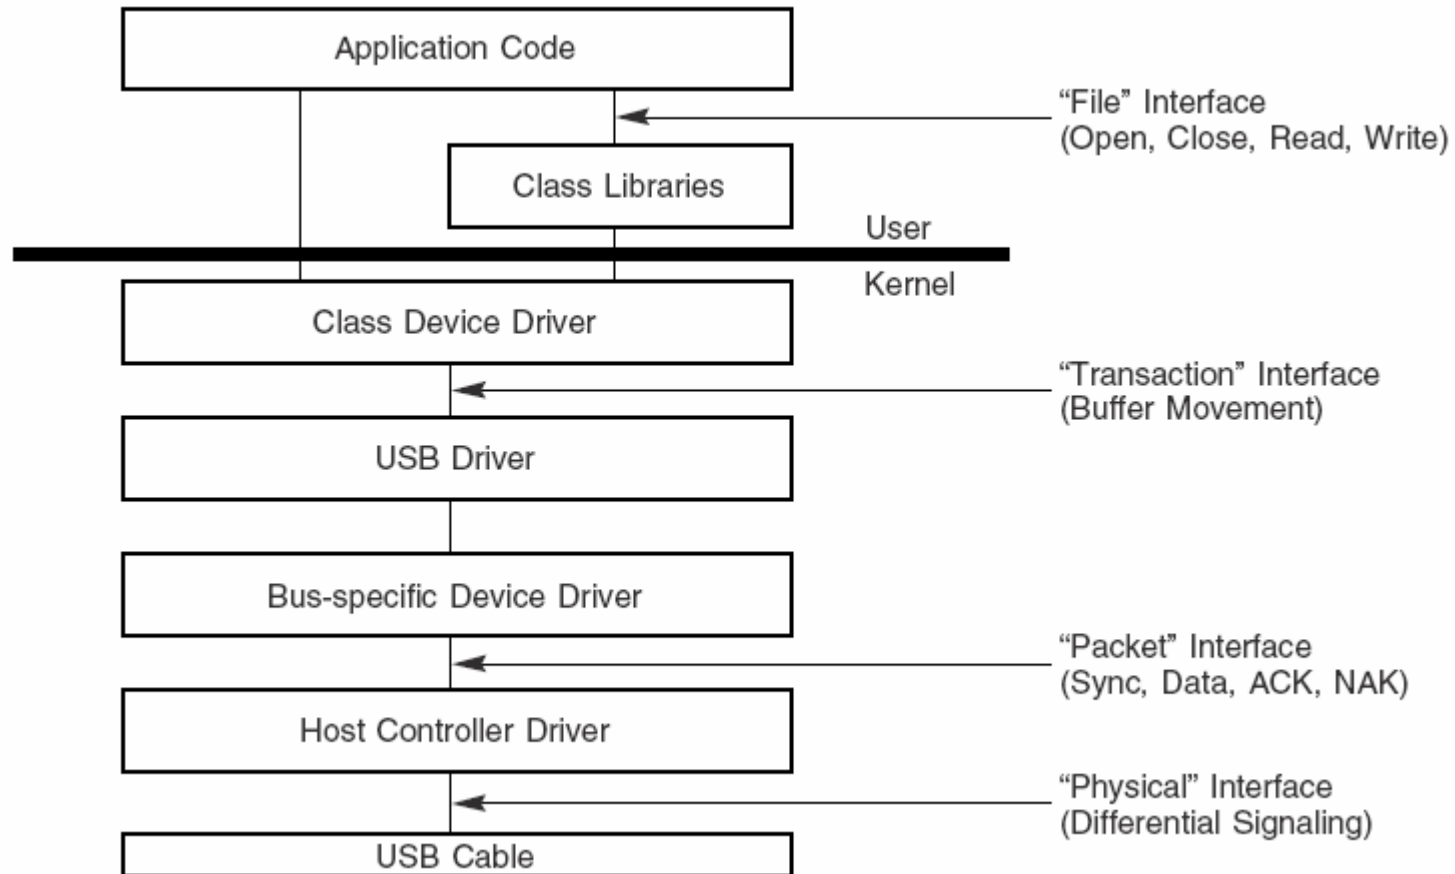 Application Code
“File” Interface
(Open, Close, Read, Write)
Class Libraries
User
Kernel
Class Device Driver
“Transaction” Interface
(Buffer Movement)
USB Driver
Bus-specific Device Driver
“Packet” Interface
(Sync, Data, ACK, NAK)
Host Controller Driver
“Physical” Interface
(Differential Signaling)
USB Cable